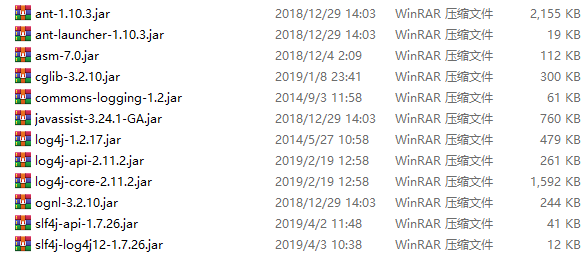 ant-1.10.3.jar 2018/12/29 14:03 WinRAR 压缩文件 2,155 KB
ant-launcher-1.10.3.jar 2018/12/29 14:03 WinRAR 压缩文件 19 KB
asm-7.0.jar 2018/12/4 2:09 WinRAR 压缩文件 112 KB
cglib-3.2.10.jar 2019/1/8 23:41 WinRAR 压缩文件 300 KB
commons-logging-1.2.jar 2014/9/3 11:58 WinRAR 压缩文件 61 KB
javassist-3.24.1-GA.jar 2018/12/29 14:03 WinRAR 压缩文件 760 KB
log4j-1.2.17.jar 2014/5/27 10:58 WinRAR 压缩文件 479 KB
log4j-api-2.11.2.jar 2019/2/19 12:58 WinRAR 压缩文件 261 KB
log4j-core-2.11.2.jar 2019/2/19 12:58 WinRAR 压缩文件 1,592 KB
ognl-3.2.10.jar 2018/12/29 14:03 WinRAR 压缩文件 244 KB
slf4j-api-1.7.26.jar 2019/4/2 11:48 WinRAR 压缩文件 41 KB
slf4j-log4j12-1.7.26.jar 2019/4/3 10:38 WinRAR 压缩文件 12 KB